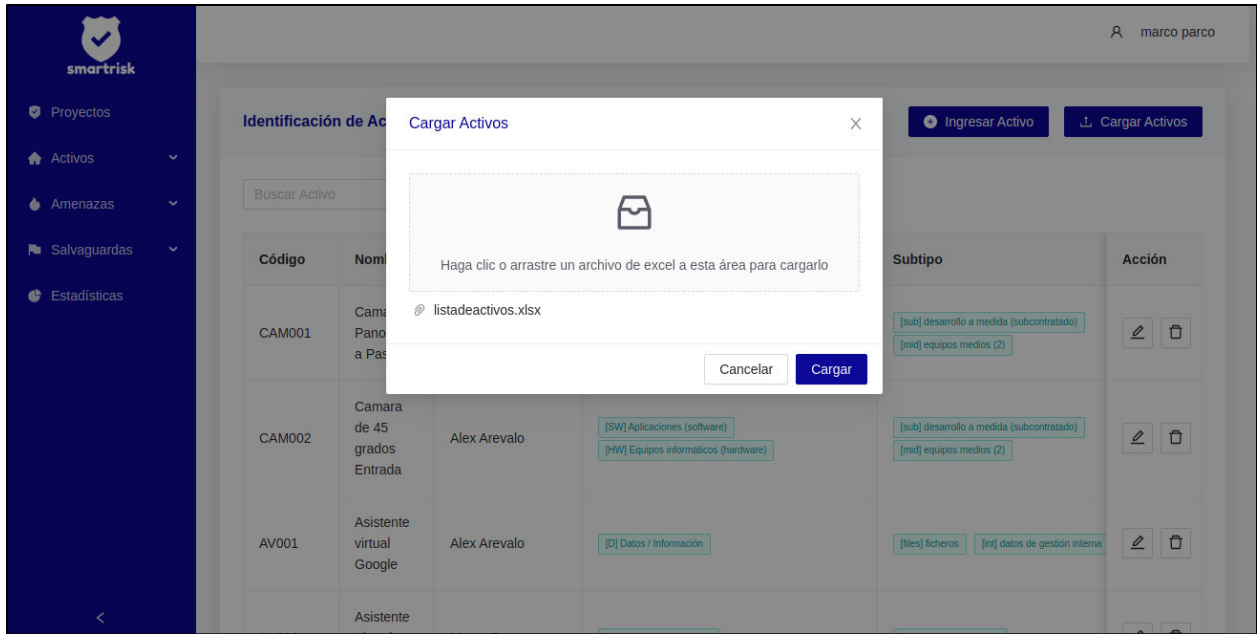 smartrisk
marco parco
Proyectos
Activos
Amenazas
Salvaguardas
Estadísticas
Identificación de Ac
Ingresar Activo
Cargar Activos
Buscar Activo
Cargar Activos
Haga clic o arrastre un archivo de excel a esta área para cargarlo
listadeactivos.xlsx
Cancelar
Cargar
Código
Subtipo
Acción
CAM001
a Pas
[sub] desarrollo a medida (subcontratado)
[mid] equipos medios (2)
CAM002
Camara
de 45
grados
Entrada
Alex Arevalo
[SW] Aplicaciones (software)
[HW] Equipos informáticos (hardware)
[sub] desarrollo a medida (subcontratado)
[mid] equipos medios (2)
AV001
Asistente
virtual
Google
Alex Arevalo
[D] Datos / Información
[files] ficheros
[int] datos de gestión interna
Asistente